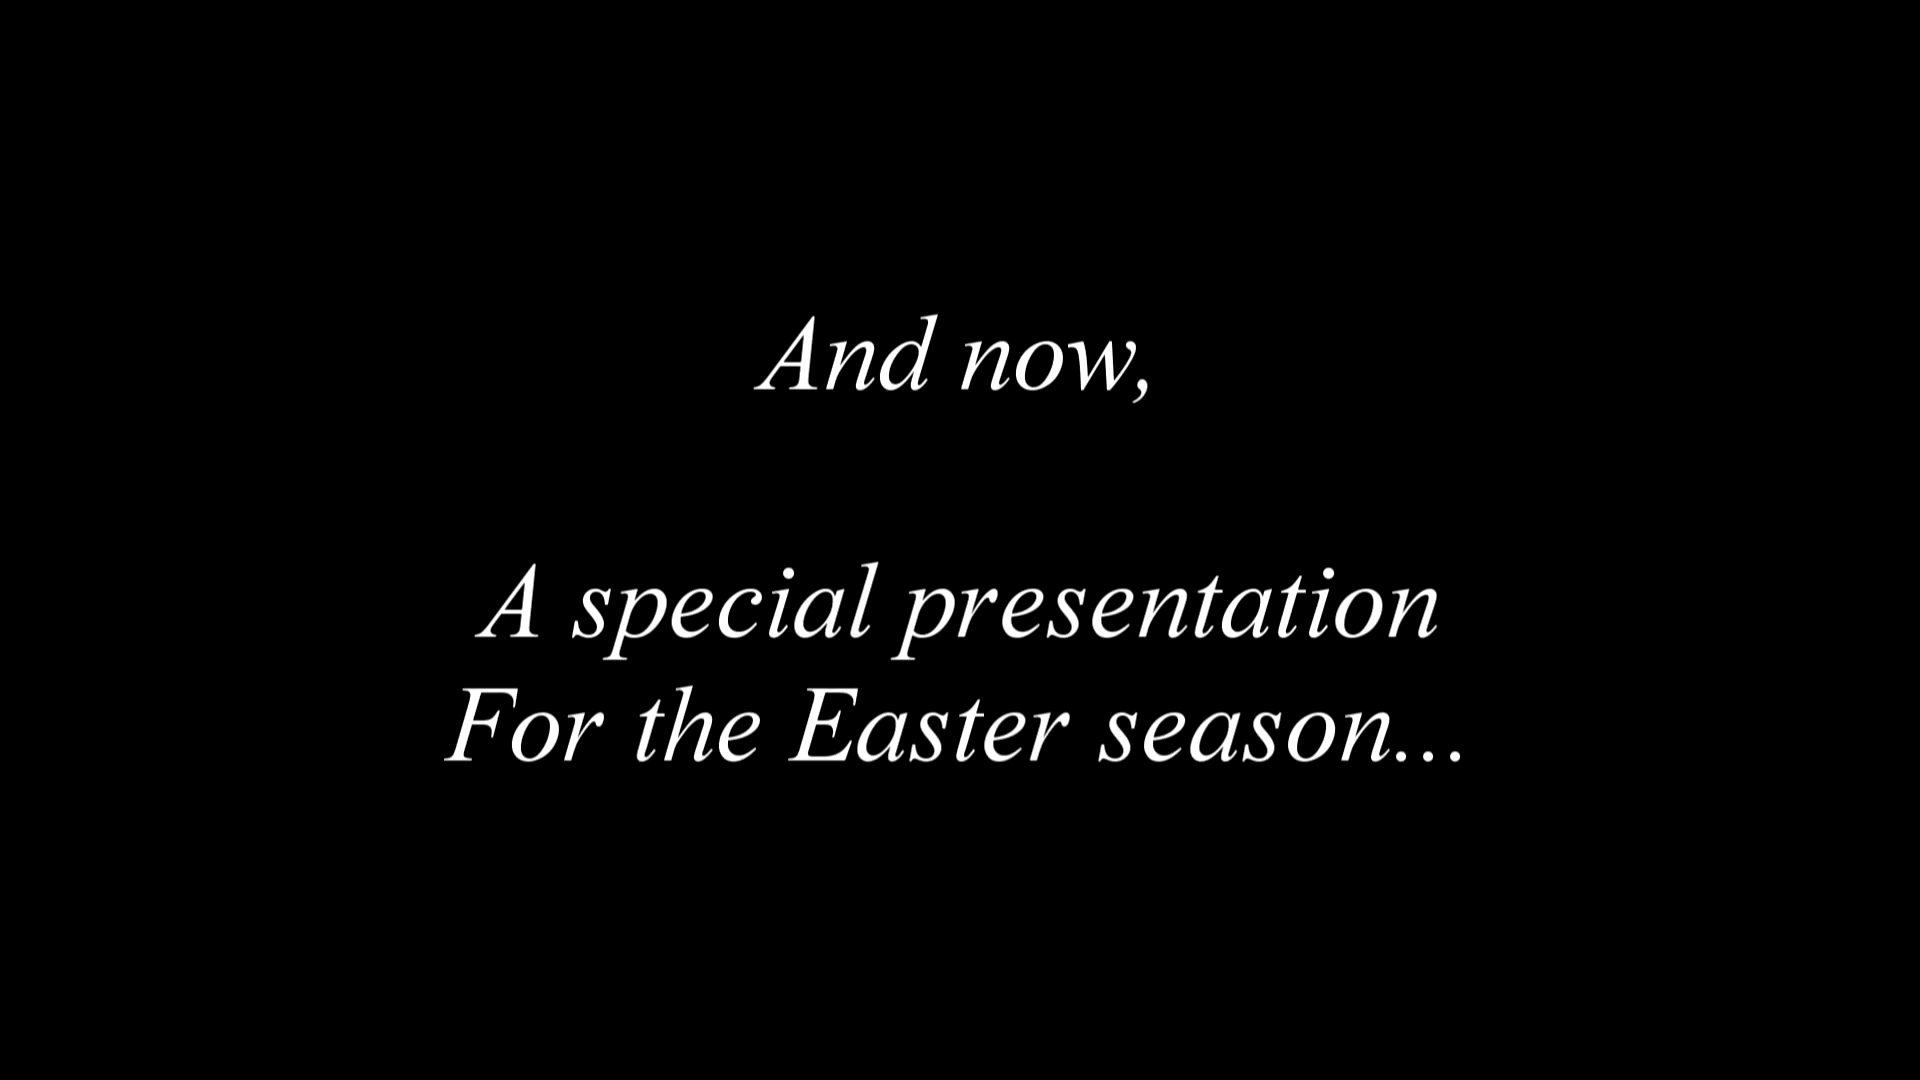 And now,
A special presentation
For the Easter season...